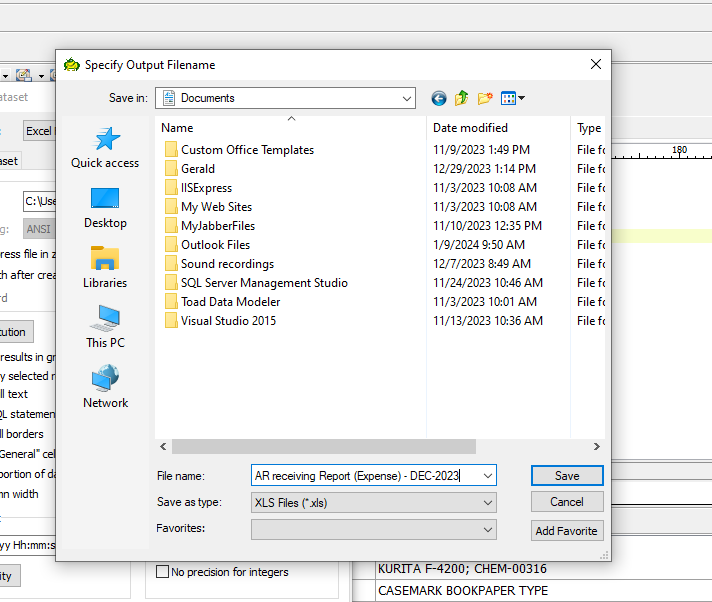 Specify Output Filename
Save in: Documents
Name Date modified Type
Custom Office Templates 11/9/2023 1:49 PM File fo
Gerald 12/29/2023 1:14 PM File fo
IISExpress 11/3/2023 10:08 AM File fo
My Web Sites 11/3/2023 10:08 AM File fo
MyJabberFiles 11/10/2023 12:35 PM File fo
Outlook Files 1/9/2024 9:50 AM File fo
Sound recordings 12/7/2023 8:49 AM File fo
SQL Server Management Studio 11/24/2023 10:46 AM File fo
Toad Data Modeler 11/3/2023 10:01 AM File fo
Visual Studio 2015 11/13/2023 10:36 AM File fo
Quick access
Desktop
Libraries
This PC
Network
File name: AR receiving Report (Expense) - DEC-2023 Save
Save as type: XLS Files (*.xls) Cancel
Favorites: Add Favorite
ataset
Excel
set
C:\Use
g: ANSI
press file in z
h after crea
rd
tution
results in gr
y selected r
ll text
QL statemen
ll borders
General" cel
portion of da
mn width
yy Hh:mm:s
ity
No precision for integers
180
KURITA F-4200; CHEM-00316
CASEMARK BOOKPAPER TYPE